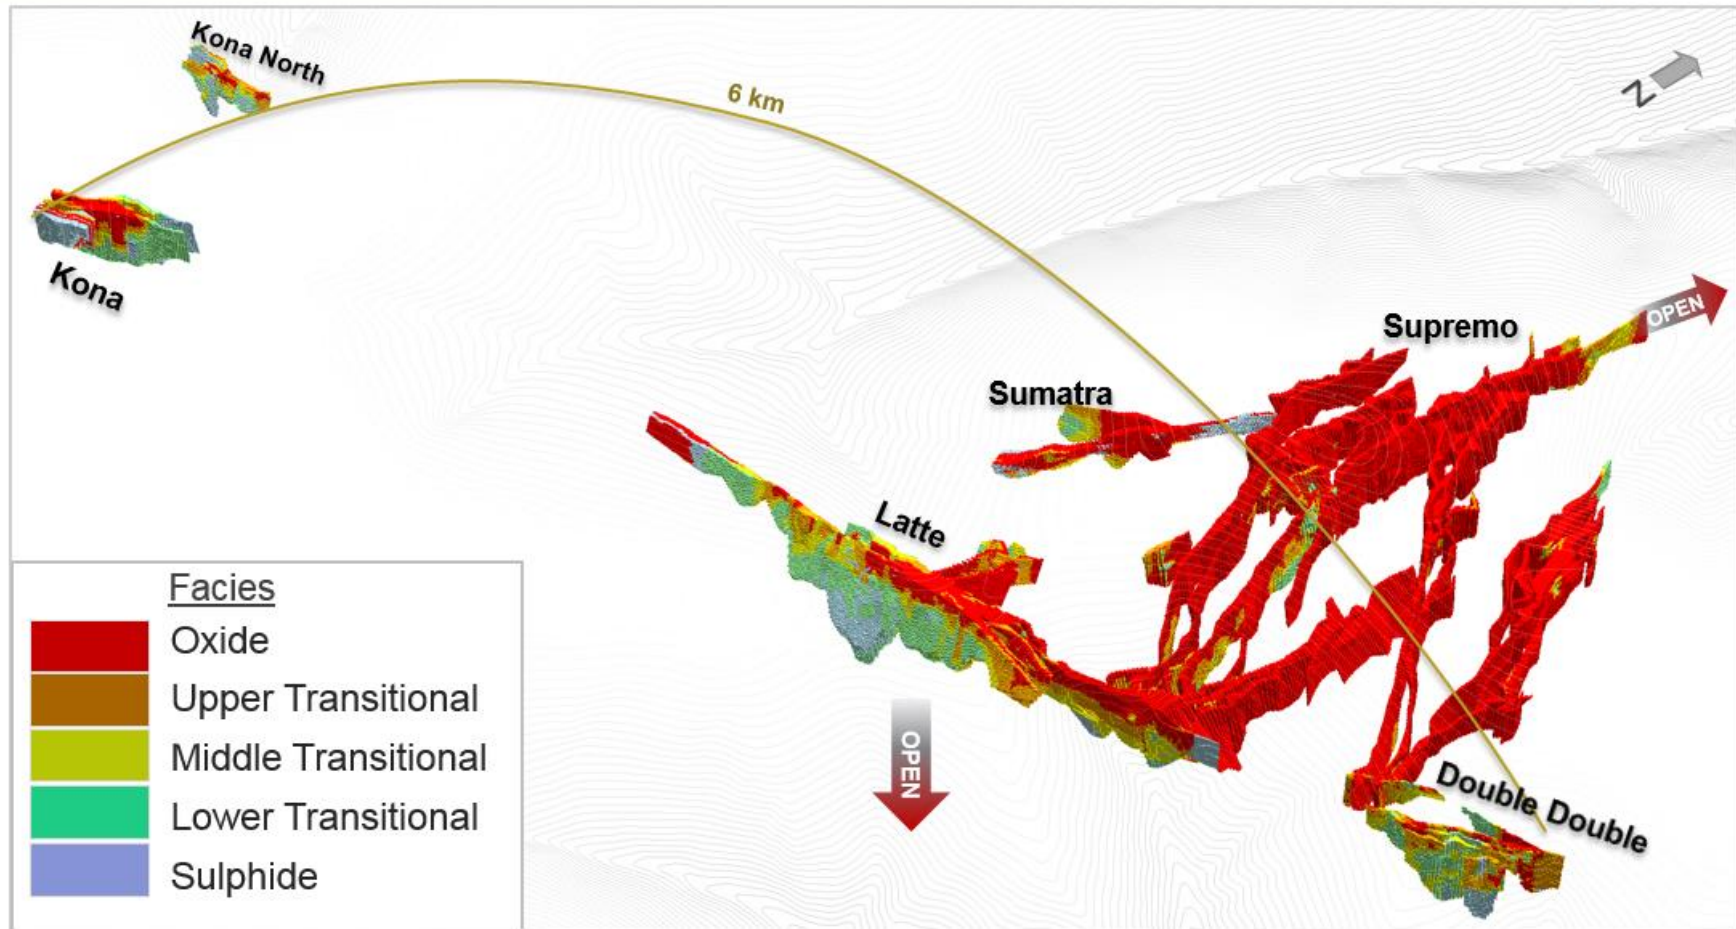 Kona North
6 km
N
Kona
OPEN
Supremo
Sumatra
Latte
OPEN
Double Double
Facies
Oxide
Upper Transitional
Middle Transitional
Lower Transitional
Sulphide